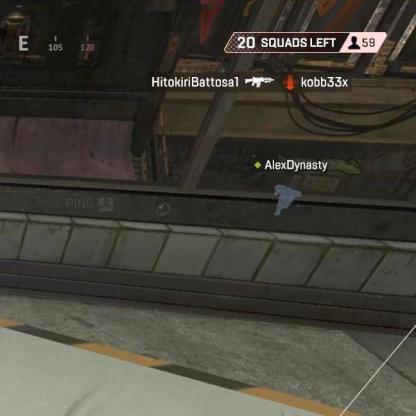 E 105 120
20 SQUADS LEFT 59
HitokiriBattosa1 kobb33x
AlexDynasty
PING